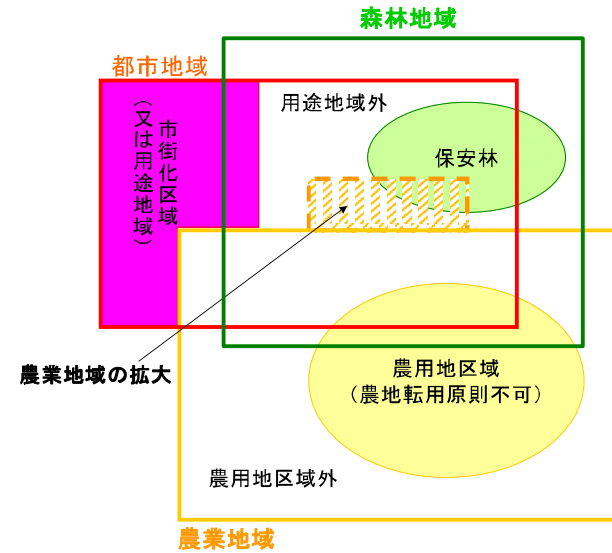 森林地域
都市地域
用途地域外
市街化区域
（又は用途地域）
保安林
農業地域の拡大
農用地区域
（農地転用原則不可）
農用地区域外
農業地域